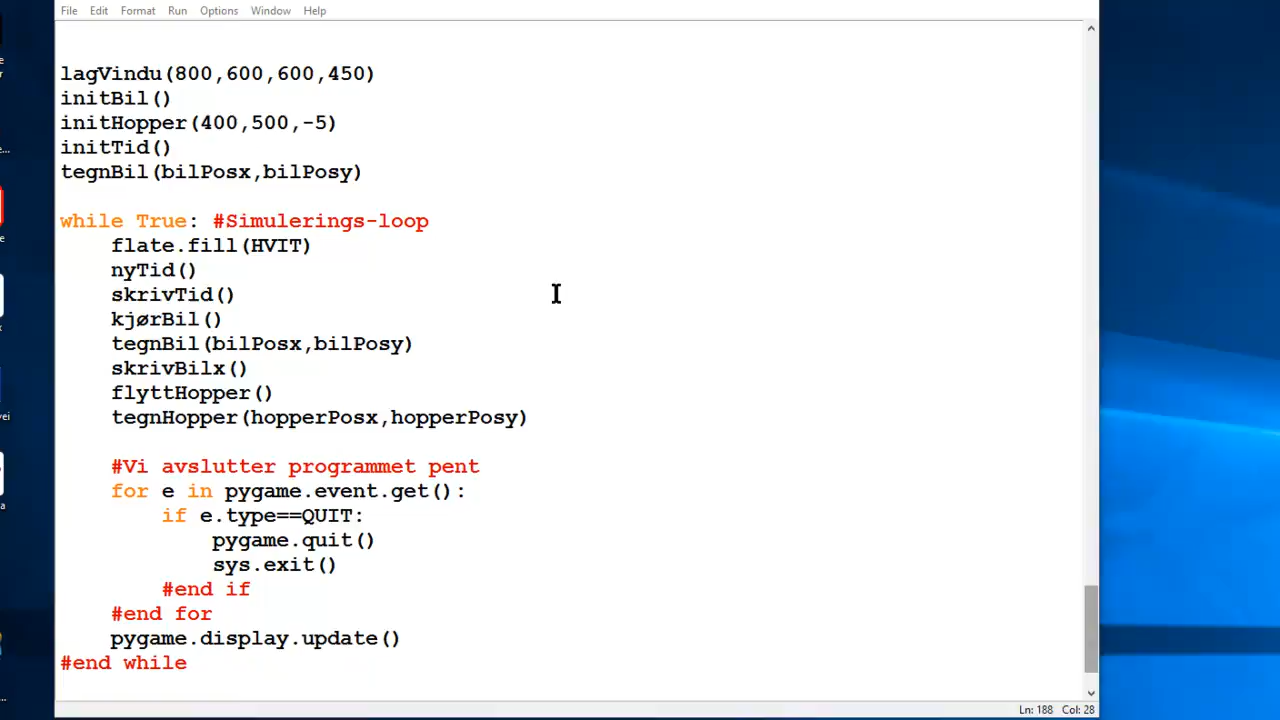 File Edit Format Run Options Window Help
lagVindu(800,600,600,450)
initBil()
initHopper(400,500,-5)
initTid()
tegnBil(bilPosx,bilPosy)
while True: #Simulerings-loop
    flate.fill(HVIT)
    nyTid()
    skrivTid()
    kjørBil()
    tegnBil(bilPosx,bilPosy)
    skrivBilx()
    flyttHopper()
    tegnHopper(hopperPosx,hopperPosy)
    #Vi avslutter programmet pent
    for e in pygame.event.get():
        if e.type==QUIT:
            pygame.quit()
            sys.exit()
        #end if
    #end for
    pygame.display.update()
#end while
Ln: 188 Col: 28